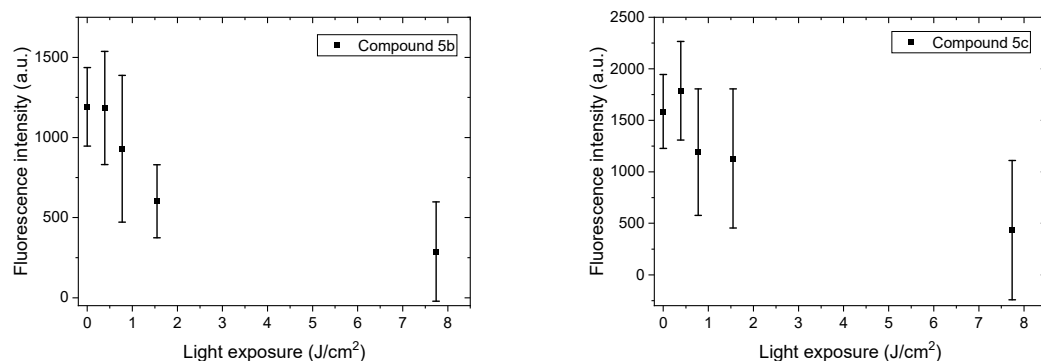 Compound 5b
Fluorescence intensity (a.u.)
1500
1000
500
0
0 1 2 3 4 5 6 7 8
Light exposure (J/cm²)
Compound 5c
Fluorescence intensity (a.u.)
2500
2000
1500
1000
500
0
0 1 2 3 4 5 6 7 8
Light exposure (J/cm²)